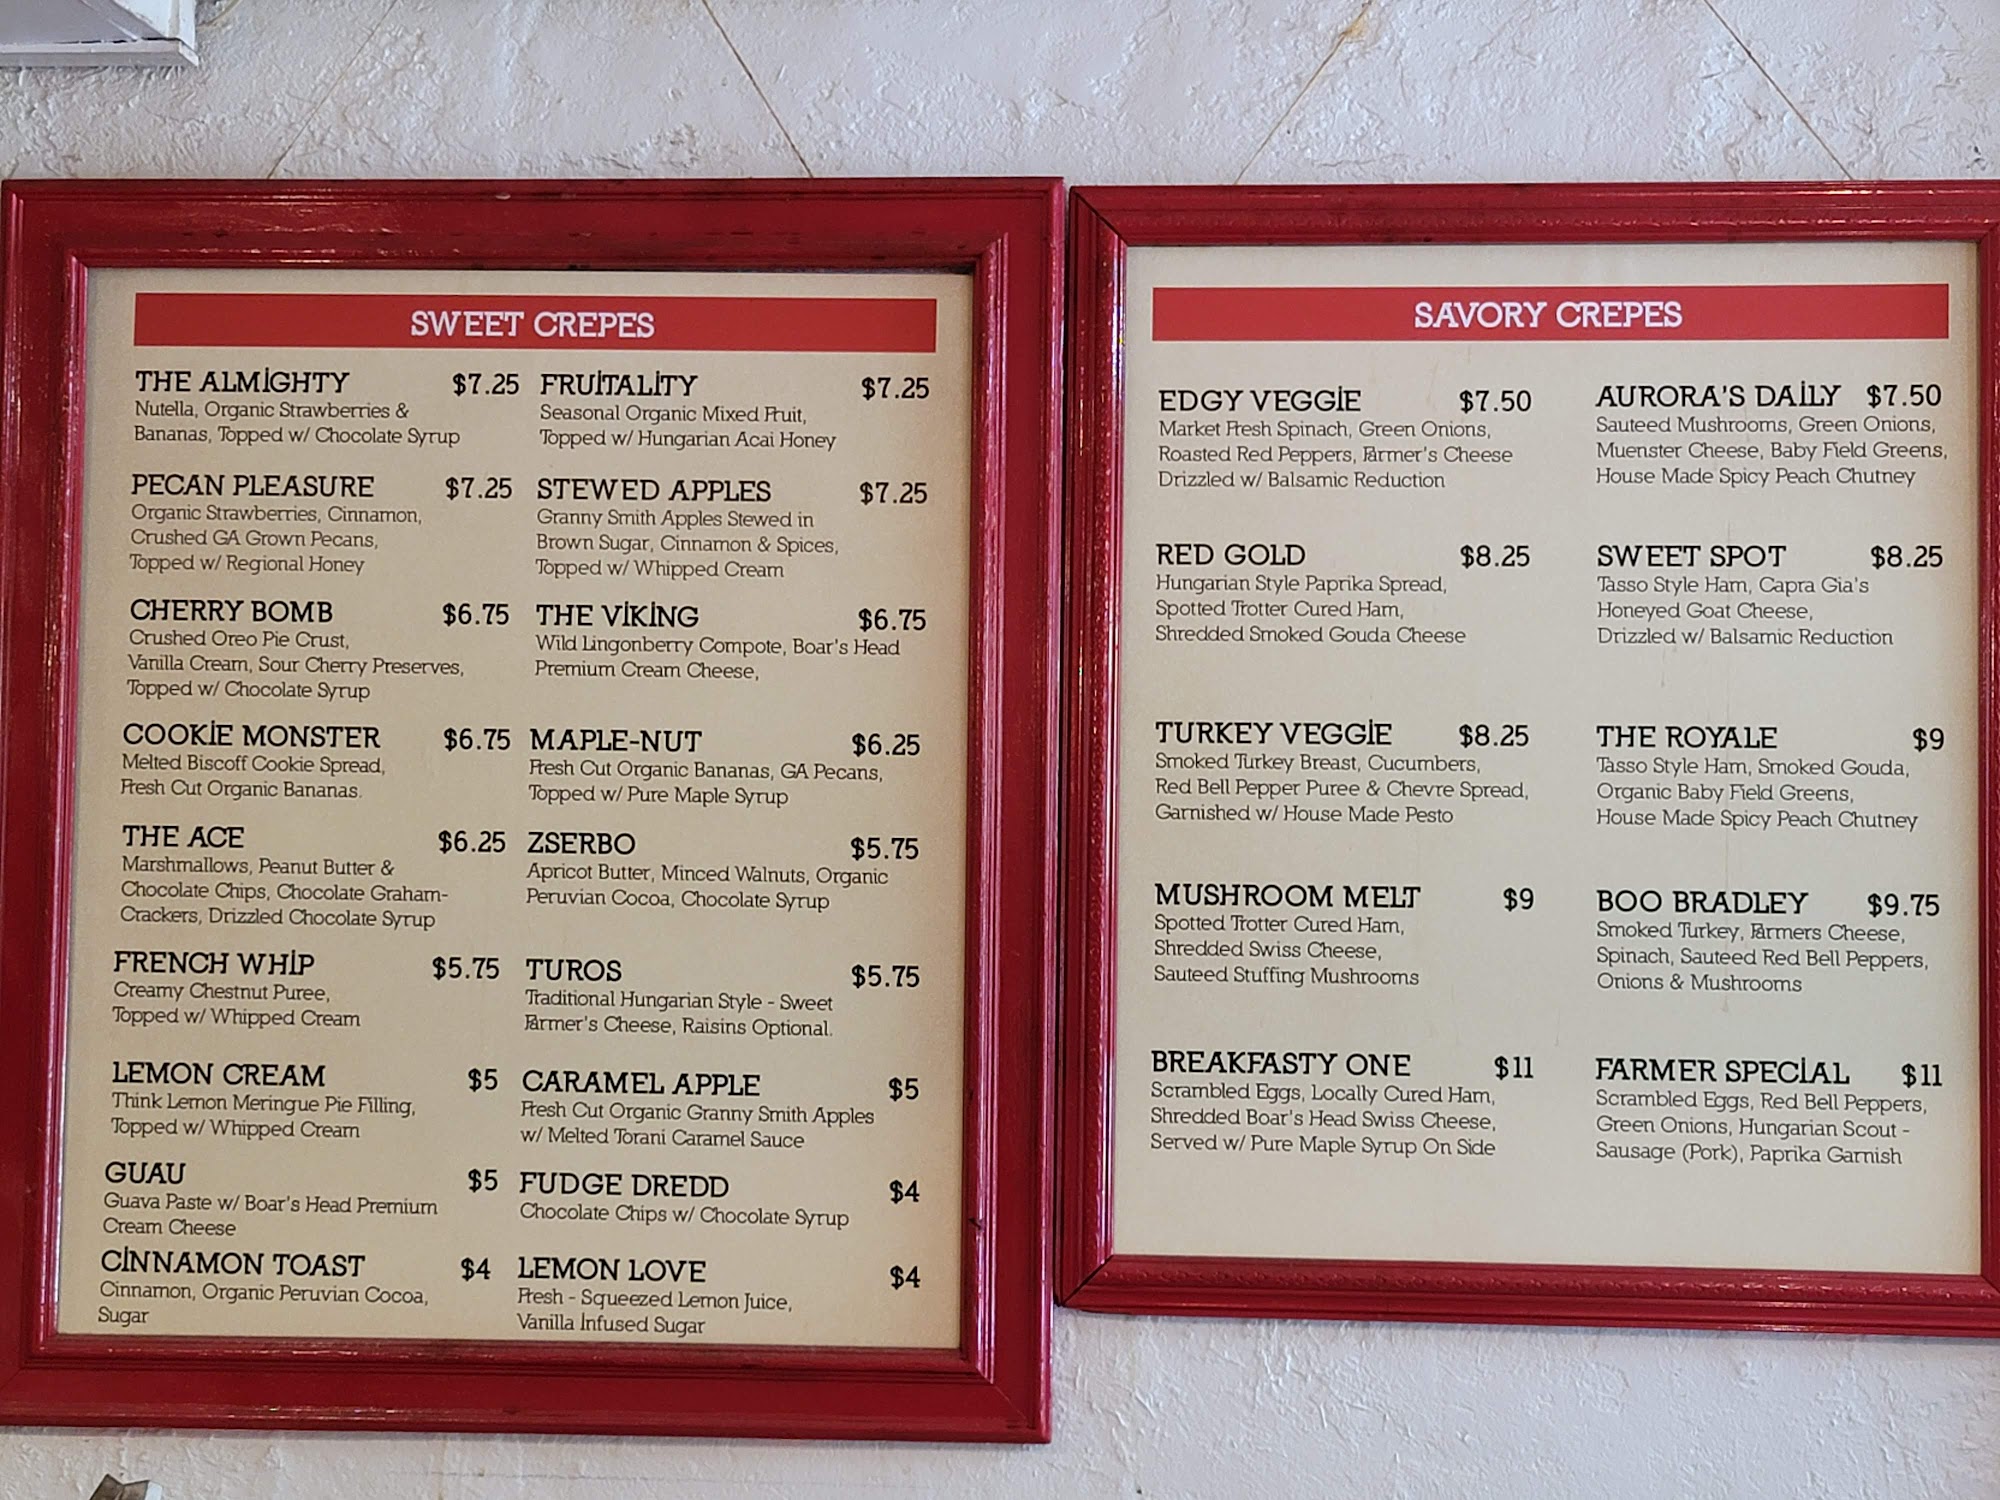 SWEET CREPES
THE ALMIGHTY $7.25
Nutella, Organic Strawberries &
Bananas, Topped w/ Chocolate Syrup
PECAN PLEASURE $7.25
Organic Strawberries, Cinnamon,
Crushed GA Grown Pecans,
Topped w/ Regional Honey
CHERRY BOMB $6.75
Crushed Oreo Pie Crust,
Vanilla Cream, Sour Cherry Preserves,
Topped w/ Chocolate Syrup
COOKIE MONSTER $6.75
Melted Biscoff Cookie Spread,
Fresh Cut Organic Bananas.
THE ACE $6.25
Marshmallows, Peanut Butter &
Chocolate Chips, Chocolate Graham-
Crackers, Drizzled Chocolate Syrup
FRENCH WHIP $5.75
Creamy Chestnut Puree,
Topped w/ Whipped Cream
LEMON CREAM $5
Think Lemon Meringue Pie Filling,
Topped w/ Whipped Cream
GUAU $5
Guava Paste w/ Boar's Head Premium
Cream Cheese
CINNAMON TOAST $4
Cinnamon, Organic Peruvian Cocoa,
Sugar
FRUITALITY $7.25
Seasonal Organic Mixed Fruit,
Topped w/ Hungarian Acai Honey
STEWED APPLES $7.25
Granny Smith Apples Stewed in
Brown Sugar, Cinnamon & Spices,
Topped w/ Whipped Cream
THE VIKING $6.75
Wild Lingonberry Compote, Boar's Head
Premium Cream Cheese,
MAPLE-NUT $6.25
Fresh Cut Organic Bananas, GA Pecans,
Topped w/ Pure Maple Syrup
ZSERBO $5.75
Apricot Butter, Minced Walnuts, Organic
Peruvian Cocoa, Chocolate Syrup
TUROS $5.75
Traditional Hungarian Style - Sweet
Farmer's Cheese, Raisins Optional.
CARAMEL APPLE $5
Fresh Cut Organic Granny Smith Apples
w/ Melted Torani Caramel Sauce
FUDGE DREDD $4
Chocolate Chips w/ Chocolate Syrup
LEMON LOVE $4
Fresh - Squeezed Lemon Juice,
Vanilla Infused Sugar
SAVORY CREPES
EDGY VEGGIE $7.50
Market Fresh Spinach, Green Onions,
Roasted Red Peppers, Farmer's Cheese
Drizzled w/ Balsamic Reduction
RED GOLD $8.25
Hungarian Style Paprika Spread,
Spotted Trotter Cured Ham,
Shredded Smoked Gouda Cheese
TURKEY VEGGIE $8.25
Smoked Turkey Breast, Cucumbers,
Red Bell Pepper Puree & Chevre Spread,
Garnished w/ House Made Pesto
MUSHROOM MELT $9
Spotted Trotter Cured Ham,
Shredded Swiss Cheese,
Sauteed Stuffing Mushrooms
BREAKFASTY ONE $11
Scrambled Eggs, Locally Cured Ham,
Shredded Boar's Head Swiss Cheese,
Served w/ Pure Maple Syrup On Side
AURORA'S DAILY $7.50
Sauteed Mushrooms, Green Onions,
Muenster Cheese, Baby Field Greens,
House Made Spicy Peach Chutney
SWEET SPOT $8.25
Tasso Style Ham, Capra Gia's
Honeyed Goat Cheese,
Drizzled w/ Balsamic Reduction
THE ROYALE $9
Tasso Style Ham, Smoked Gouda,
Organic Baby Field Greens,
House Made Spicy Peach Chutney
BOO BRADLEY $9.75
Smoked Turkey, Farmers Cheese,
Spinach, Sauteed Red Bell Peppers,
Onions & Mushrooms
FARMER SPECIAL $11
Scrambled Eggs, Red Bell Peppers,
Green Onions, Hungarian Scout -
Sausage (Pork), Paprika Garnish